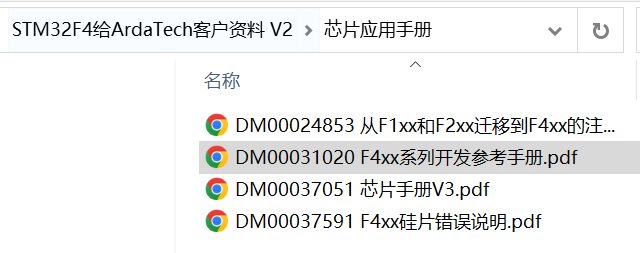 STM32F4给ArdaTech客户资料 V2 > 芯片应用手册
名称
DM00024853 从F1xx和F2xx迁移到F4xx的注...
DM00031020 F4xx系列开发参考手册.pdf
DM00037051 芯片手册V3.pdf
DM00037591 F4xx硅片错误说明.pdf